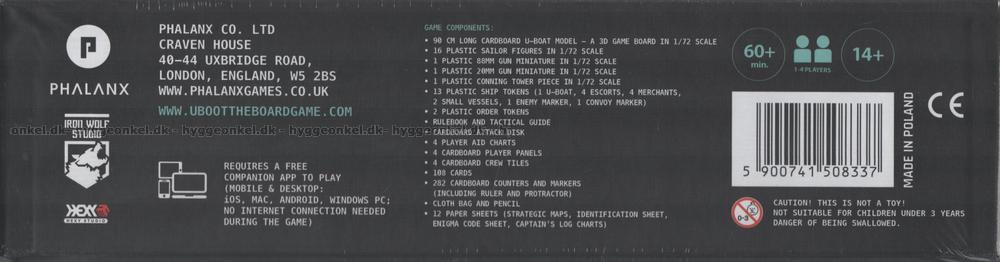 PHALANX
IRON WOLF
STUDIO
HEXY
HEXY STUDIO
PHALANX CO. LTD
CRAVEN HOUSE
40–44 UXBRIDGE ROAD,
LONDON, ENGLAND, W5 2BS
WWW.PHALANXGAMES.CO.UK
WWW.UBOOTTHEBOARDGAME.COM
onkel.dk - hyggeonkel.dk - hyggeonkel.dk - hyggeonkel.dk
REQUIRES A FREE
COMPANION APP TO PLAY
(MOBILE & DESKTOP:
iOS, MAC, ANDROID, WINDOWS PC;
NO INTERNET CONNECTION NEEDED
DURING THE GAME)
GAME COMPONENTS:
• 90 CM LONG CARDBOARD U–BOAT MODEL – A 3D GAME BOARD IN 1/72 SCALE
• 16 PLASTIC SAILOR FIGURES IN 1/72 SCALE
• 1 PLASTIC 88MM GUN MINIATURE IN 1/72 SCALE
• 1 PLASTIC 20MM GUN MINIATURE IN 1/72 SCALE
• 1 PLASTIC CONNING TOWER PIECE IN 1/72 SCALE
• 13 PLASTIC SHIP TOKENS (1 U–BOAT, 4 ESCORTS, 4 MERCHANTS,
2 SMALL VESSELS, 1 ENEMY MARKER, 1 CONVOY MARKER)
• 2 PLASTIC ORDER TOKENS
• RULEBOOK AND TACTICAL GUIDE
• CARDBOARD ATTACK DISK
• 4 PLAYER AID CHARTS
• 4 CARDBOARD PLAYER PANELS
• 4 CARDBOARD CREW TILES
• 108 CARDS
• 282 CARDBOARD COUNTERS AND MARKERS
(INCLUDING RULER AND PROTRACTOR)
• CLOTH BAG AND PENCIL
• 12 PAPER SHEETS (STRATEGIC MAPS, IDENTIFICATION SHEET,
ENIGMA CODE SHEET, CAPTAIN'S LOG CHARTS)
60+
min.
1-4 PLAYERS
14+
5 900741 508337
MADE IN POLAND
CE
0-3
CAUTION! THIS IS NOT A TOY!
NOT SUITABLE FOR CHILDREN UNDER 3 YEARS
DANGER OF BEING SWALLOWED.